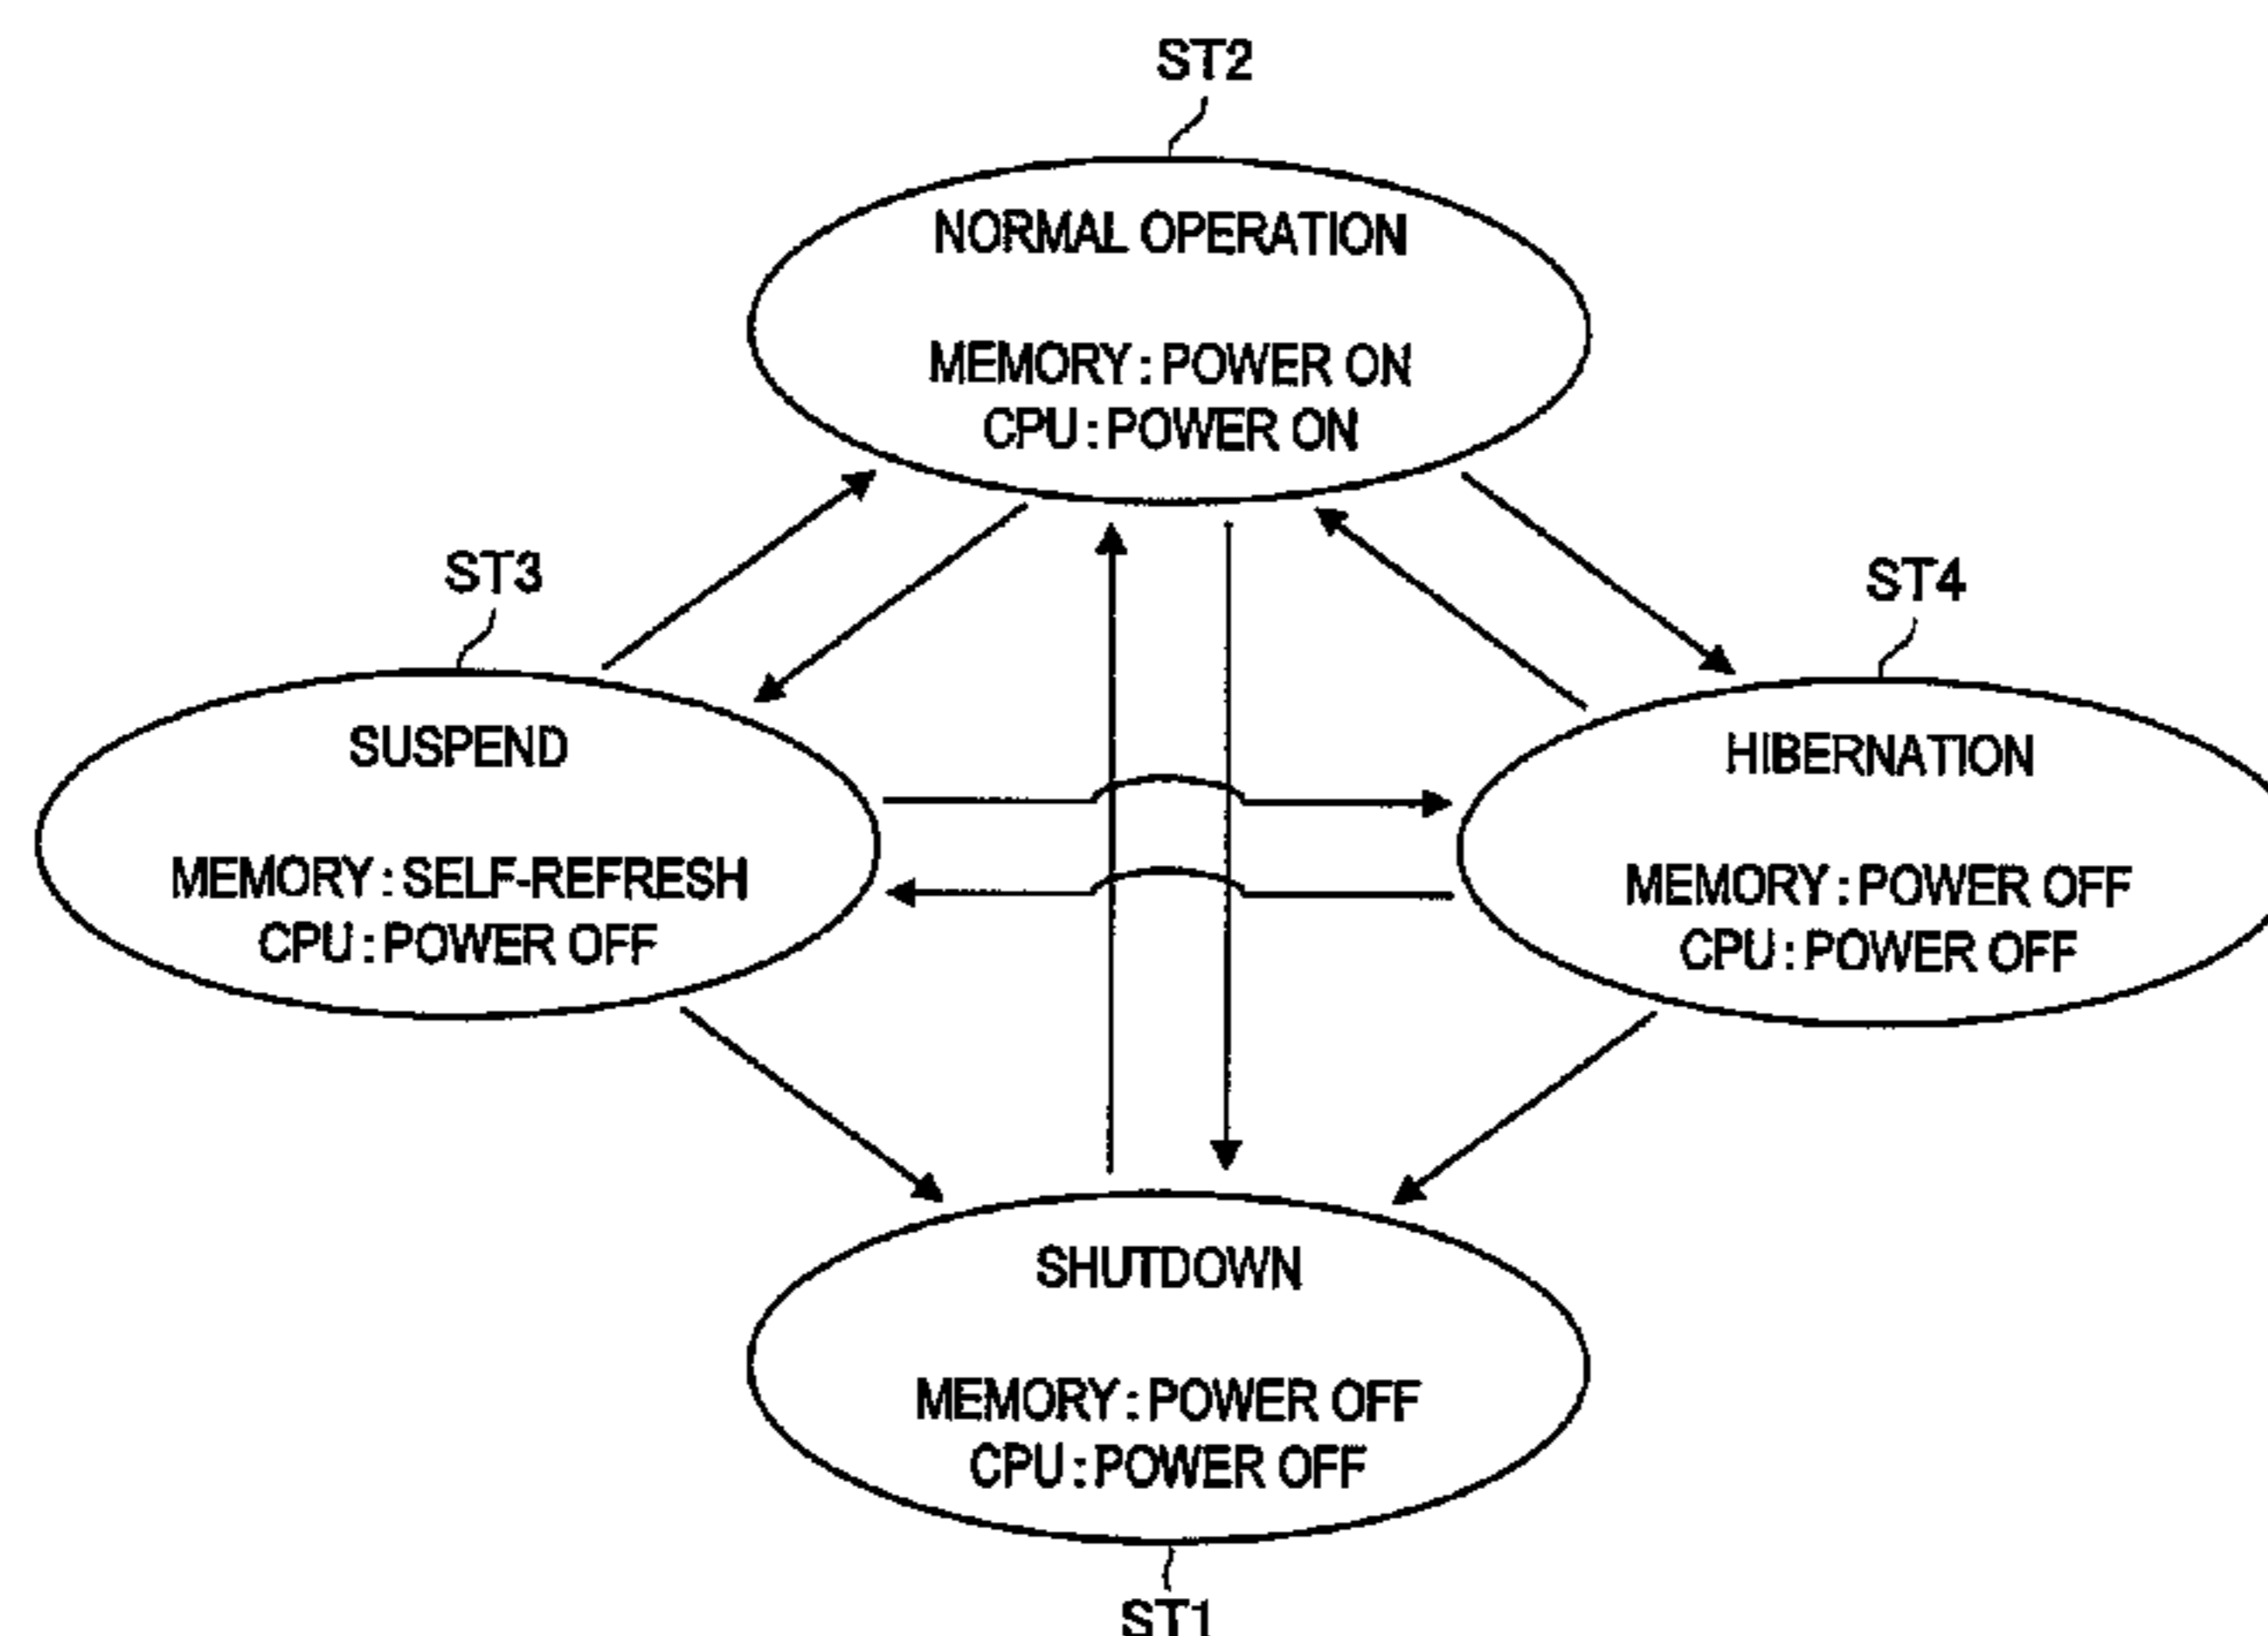 ST2
NORMAL OPERATION
MEMORY : POWER ON
CPU : POWER ON
ST3
SUSPEND
MEMORY : SELF-REFRESH
CPU : POWER OFF
ST4
HIBERNATION
MEMORY : POWER OFF
CPU : POWER OFF
SHUTDOWN
MEMORY : POWER OFF
CPU : POWER OFF
ST1